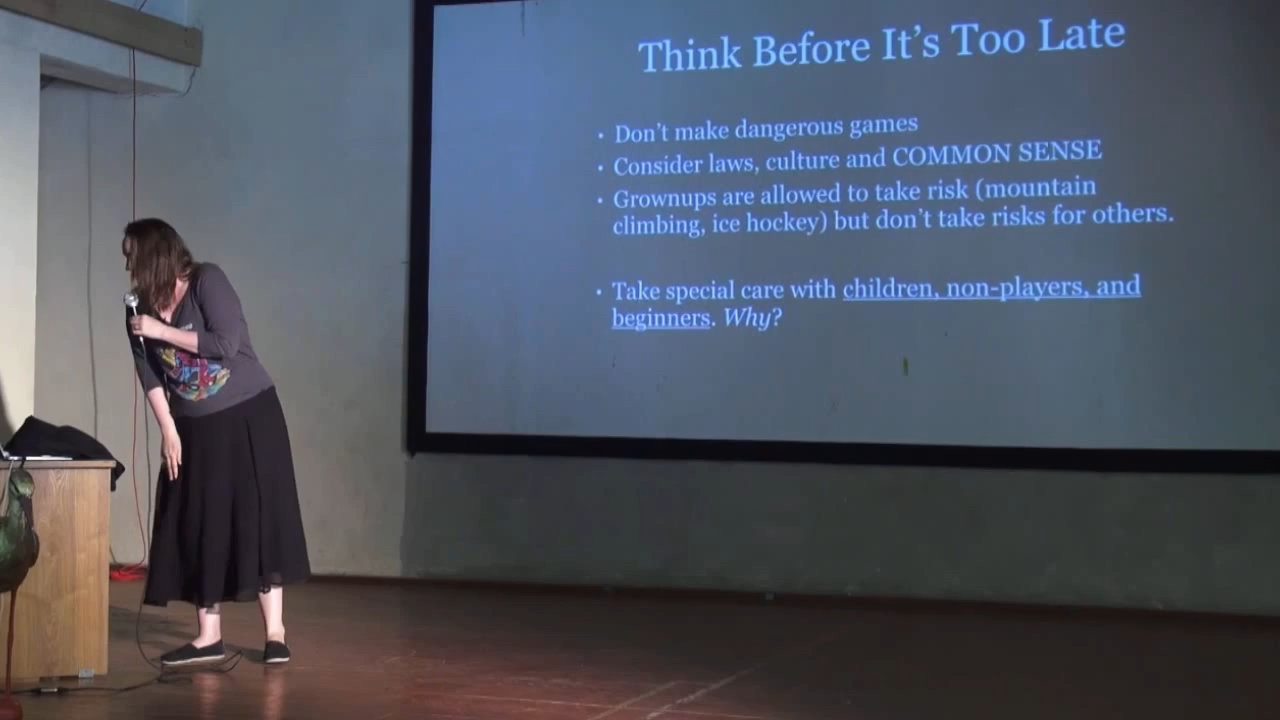 Think Before It's Too Late
• Don't make dangerous games
• Consider laws, culture and COMMON SENSE
• Grownups are allowed to take risk (mountain
climbing, ice hockey) but don't take risks for others.
• Take special care with children, non-players, and
beginners. Why?